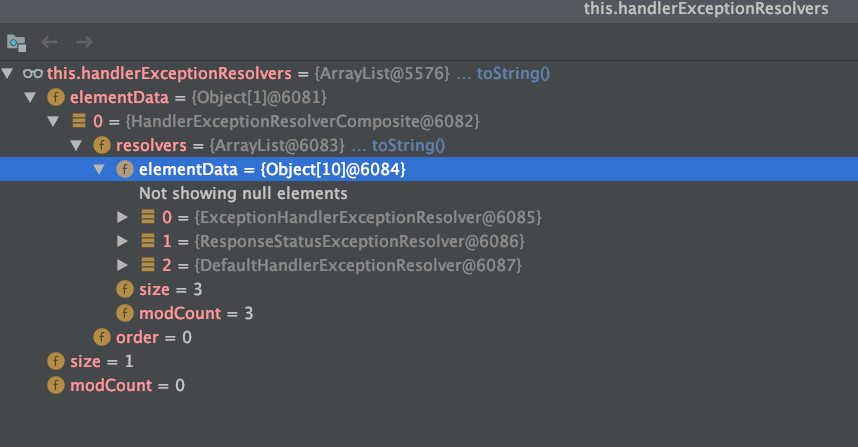 this.handlerExceptionResolvers
this.handlerExceptionResolvers = {ArrayList@5576} ... toString()
f elementData = {Object[1]@6081}
0 = {HandlerExceptionResolverComposite@6082}
f resolvers = {ArrayList@6083} ... toString()
f elementData = {Object[10]@6084}
Not showing null elements
0 = {ExceptionHandlerExceptionResolver@6085}
1 = {ResponseStatusExceptionResolver@6086}
2 = {DefaultHandlerExceptionResolver@6087}
f size = 3
f modCount = 3
f order = 0
f size = 1
f modCount = 0